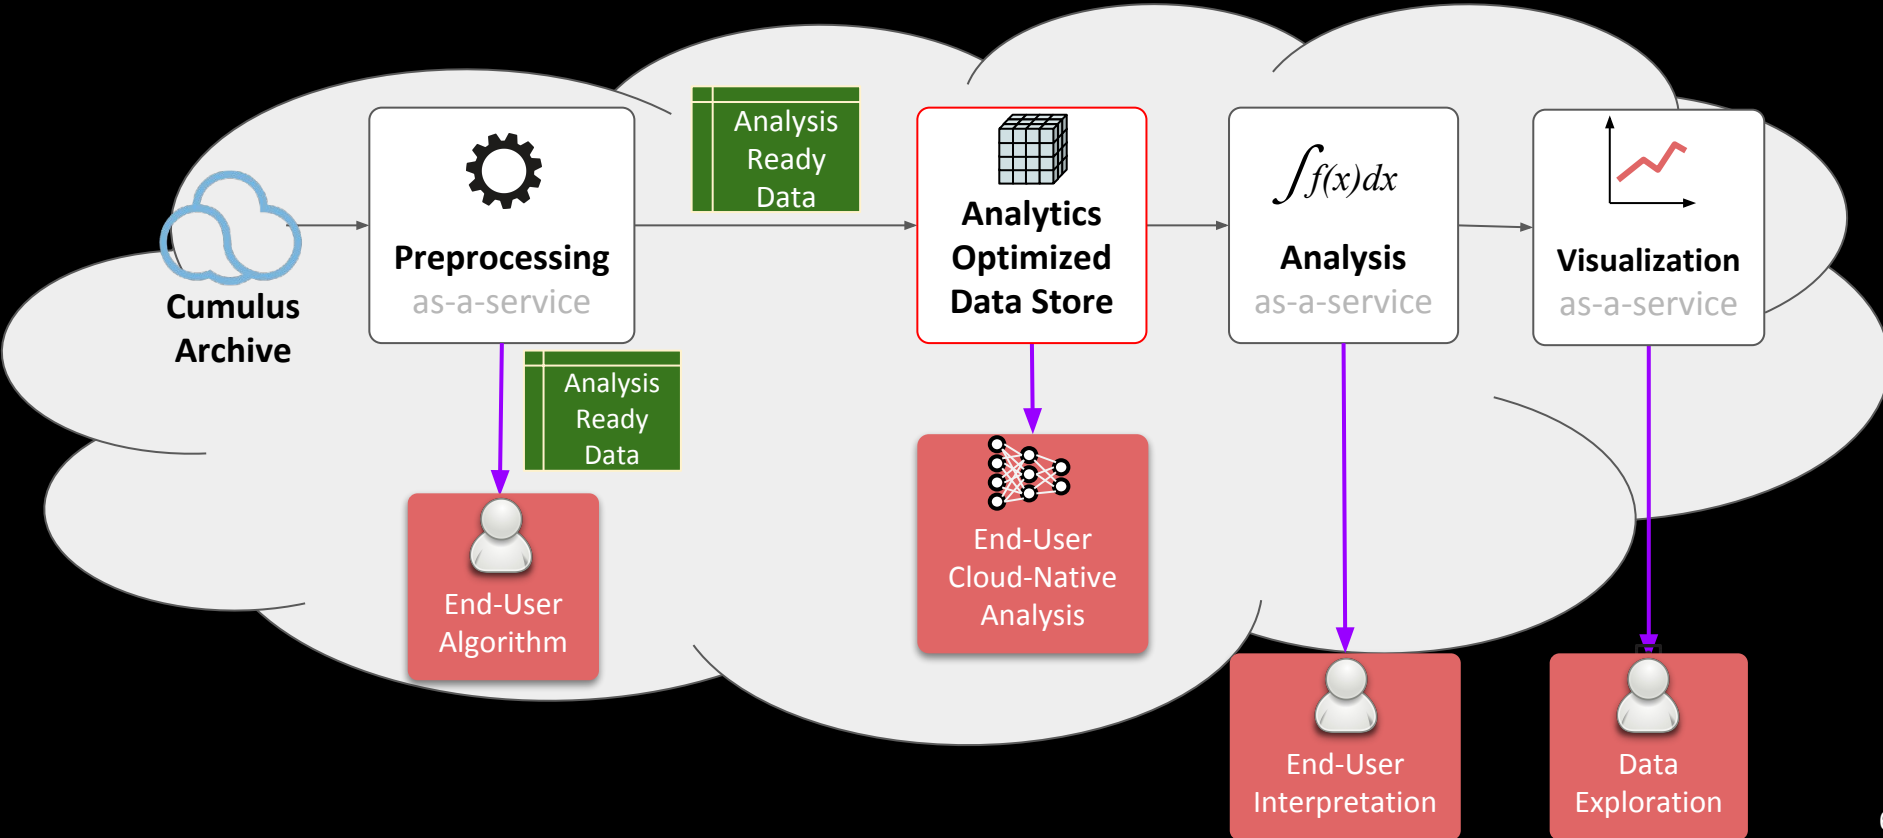 Cumulus
Archive
Preprocessing
as-a-service
Analysis
Ready
Data
Analysis
Ready
Data
Analytics
Optimized
Data Store
∫f(x)dx
Analysis
as-a-service
Visualization
as-a-service
End-User
Algorithm
End-User
Cloud-Native
Analysis
End-User
Interpretation
Data
Exploration